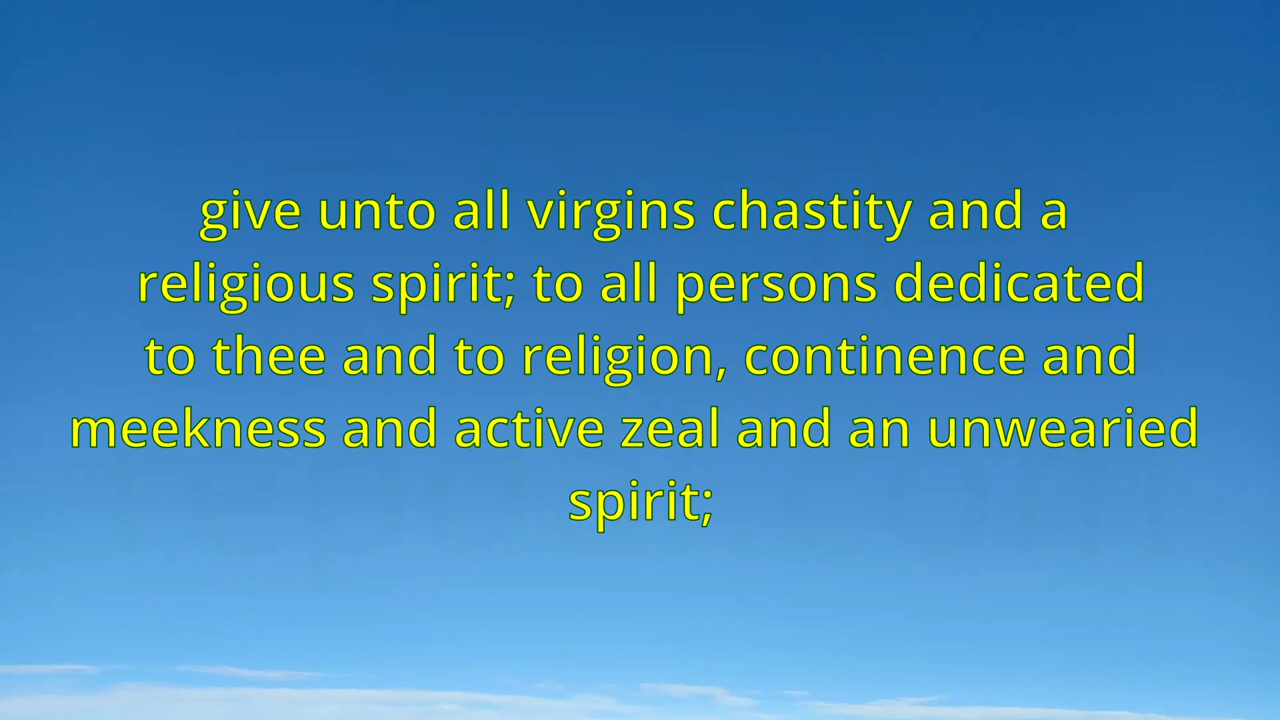 give unto all virgins chastity and a
religious spirit; to all persons dedicated
to thee and to religion, continence and
meekness and active zeal and an unwearied
spirit;